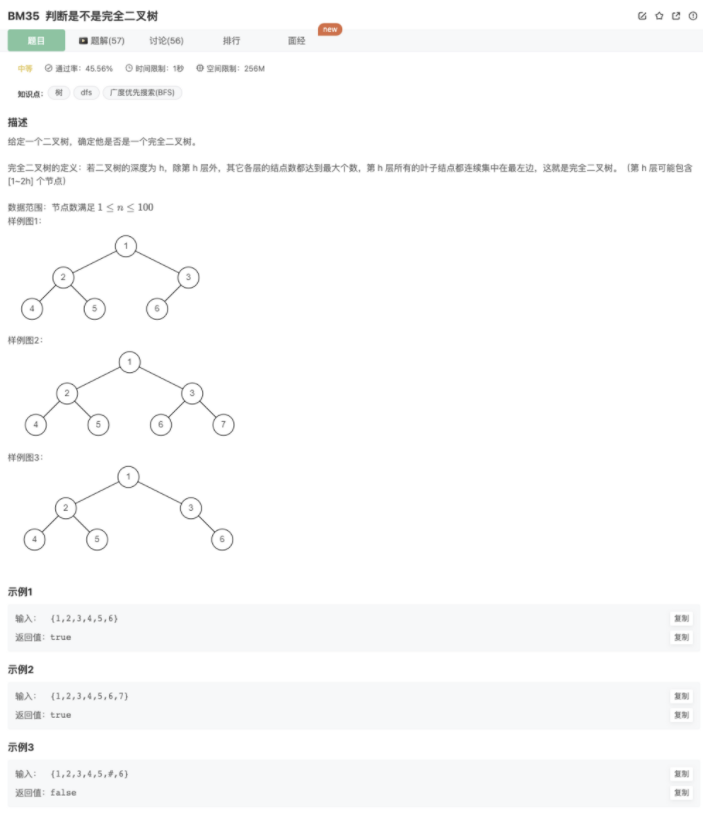 BM35 判断是不是完全二叉树
题目 题解(57) 讨论(56) 排行 面经 new
中等 通过率：45.56% 时间限制：1秒 空间限制：256M
知识点： 树 dfs 广度优先搜索(BFS)
描述
给定一个二叉树，确定他是否是一个完全二叉树。
完全二叉树的定义：若二叉树的深度为 h，除第 h 层外，其它各层的结点数都达到最大个数，第 h 层所有的叶子结点都连续集中在最左边，这就是完全二叉树。（第 h 层可能包含
[1~2h] 个节点）
数据范围：节点数满足 1 ≤ n ≤ 100
样例图1：
1
2 3
4 5 6
样例图2：
1
2 3
4 5 6 7
样例图3：
1
2 3
4 5 6
示例1
输入： {1,2,3,4,5,6} 复制
返回值：true 复制
示例2
输入： {1,2,3,4,5,6,7} 复制
返回值：true 复制
示例3
输入： {1,2,3,4,5,#,6} 复制
返回值：false 复制